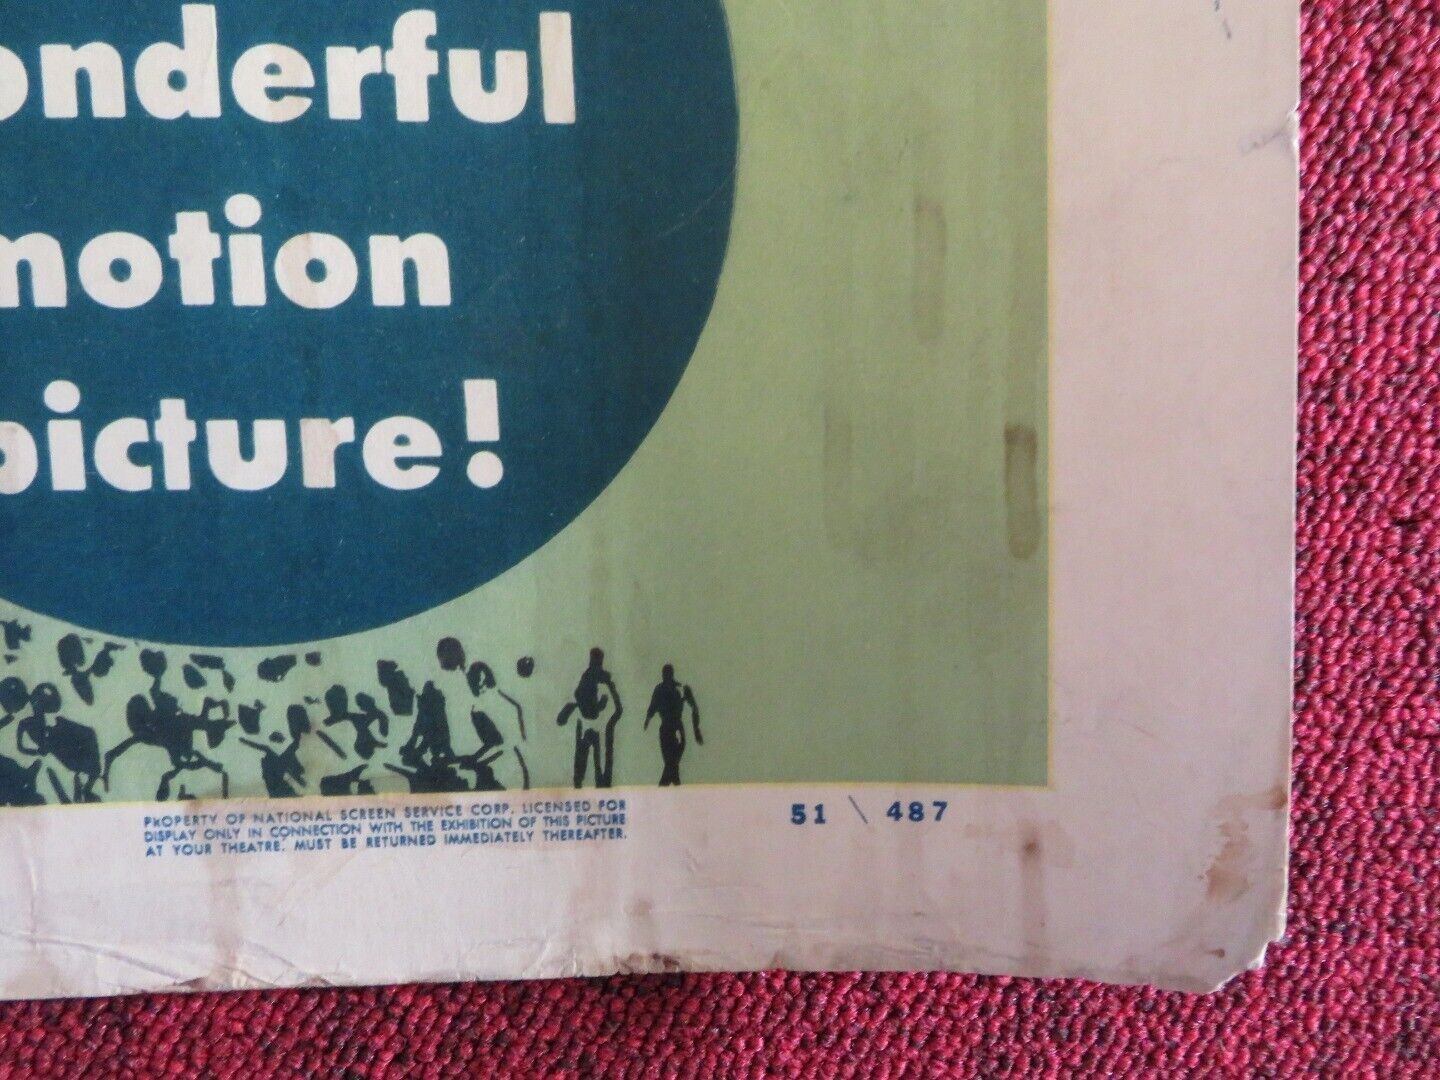 onderful
motion
picture!
PROPERTY OF NATIONAL SCREEN SERVICE CORP. LICENSED FOR
DISPLAY ONLY IN CONNECTION WITH THE EXHIBITION OF THIS PICTURE
AT YOUR THEATRE. MUST BE RETURNED IMMEDIATELY THEREAFTER.
51 \ 487